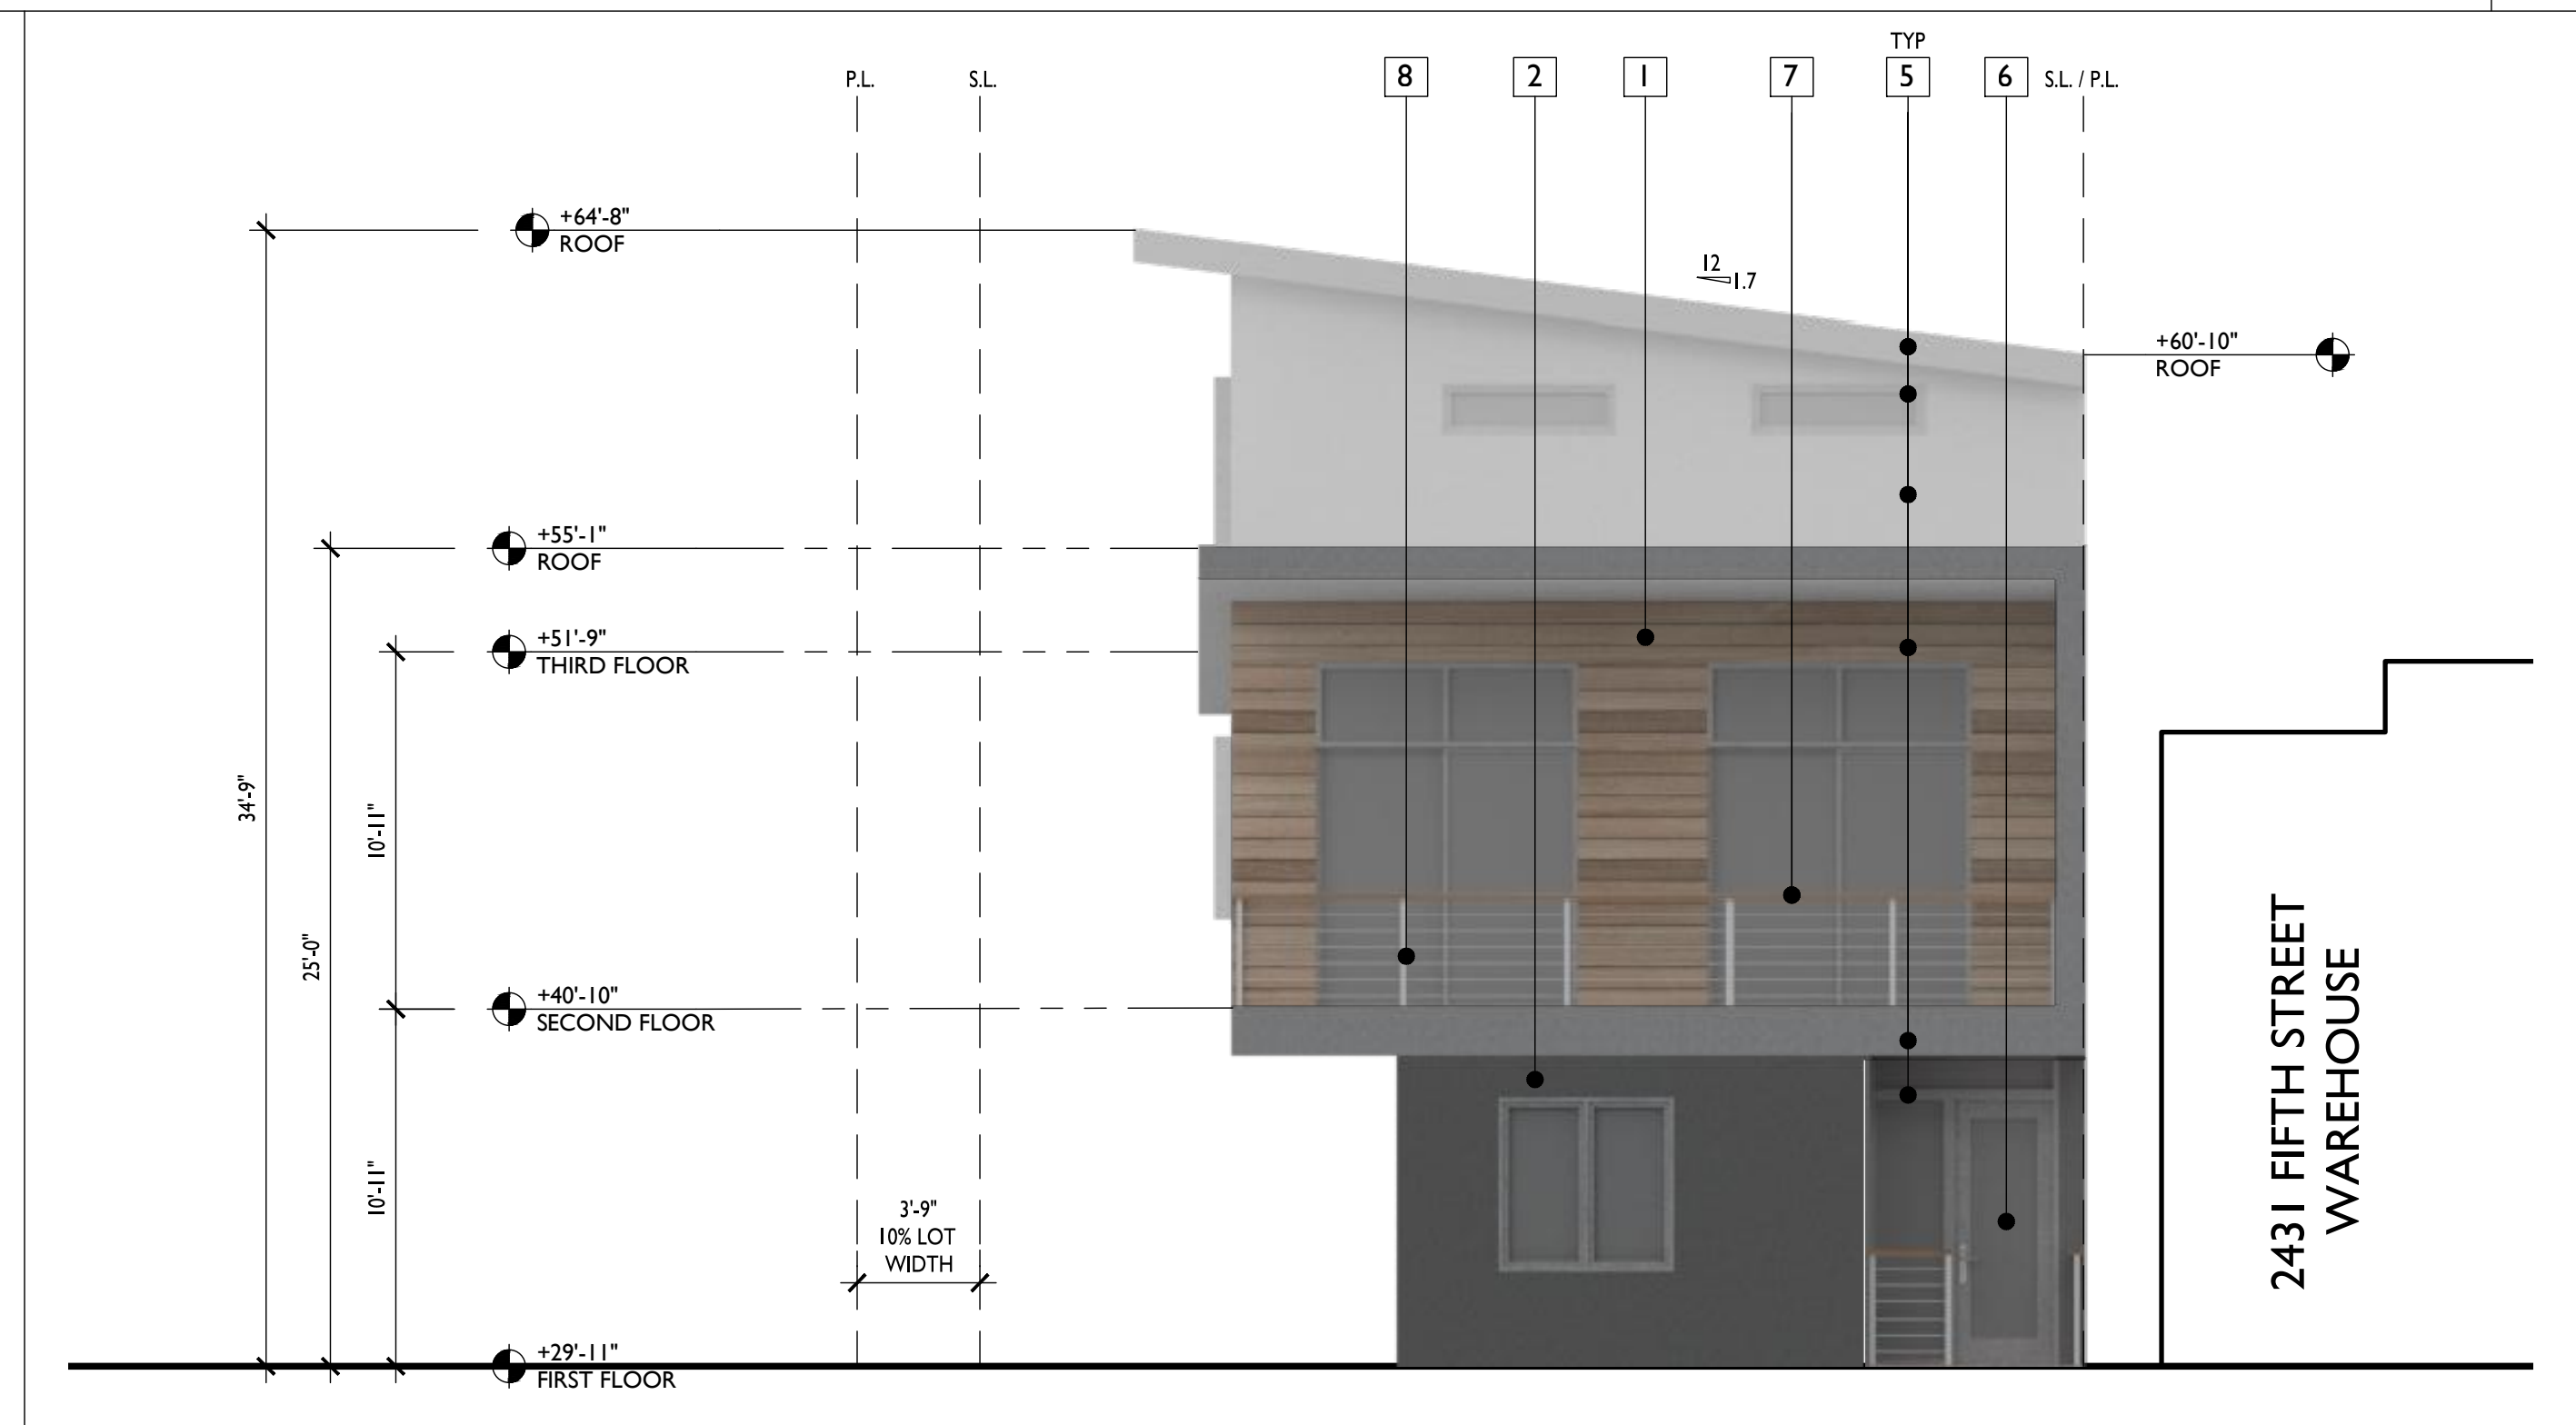 TYP
P.L.
S.L.
8
2
1
7
5
6
S.L. / P.L.
+64'-8"
ROOF
12
1.7
+60'-10"
ROOF
+55'-1"
ROOF
+51'-9"
THIRD FLOOR
34'-9"
25'-0"
10'-11"
+40'-10"
SECOND FLOOR
10'-11"
3'-9"
10% LOT
WIDTH
2431 FIFTH STREET
WAREHOUSE
+29'-11"
FIRST FLOOR